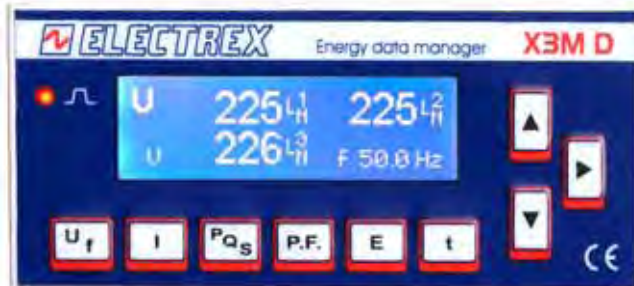 ELECTREX Energy data manager X3M D
U 225 L1 N 225 L2 N
U 226 L3 N F 50.0 Hz
Uf I PQS P.F. E t
CE